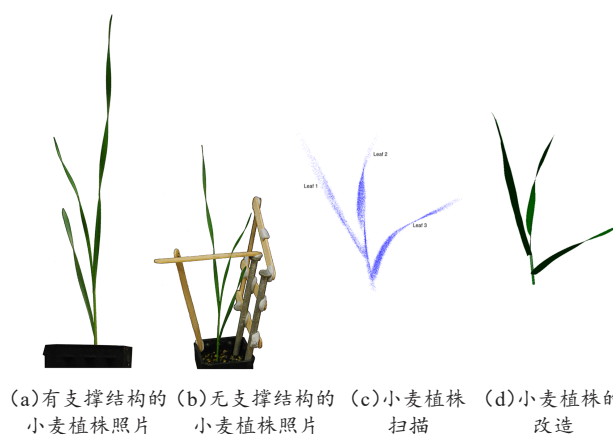 Leaf 1
Leaf 2
Leaf 3
(a)有支撑结构的
小麦植株照片
(b)无支撑结构的
小麦植株照片
(c)小麦植株
扫描
(d)小麦植株的
改造